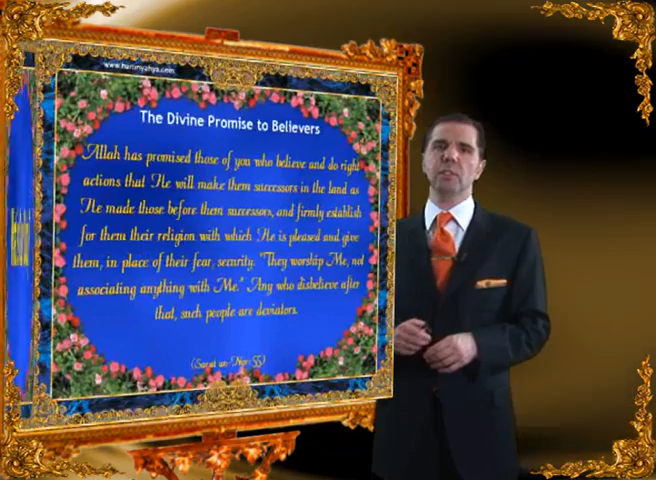 www.harunyahya.com
The Divine Promise to Believers
Allah has promised those of you who believe and do right
actions that He will make them successors in the land as
He made those before them successors, and firmly establish
for them their religion with which He is pleased and give
them, in place of their fear, security. "They worship Me, not
associating anything with Me." Any who disbelieve after
that, such people are deviators.
(Surat an-Nur: 55)